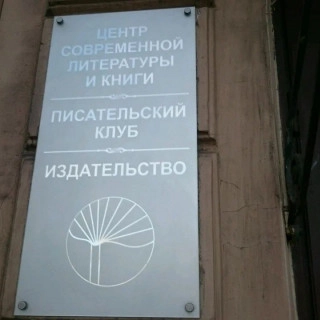 ЦЕНТР
СОВРЕМЕННОЙ
ЛИТЕРАТУРЫ
И КНИГИ
ПИСАТЕЛЬСКИЙ
КЛУБ
ИЗДАТЕЛЬСТВО